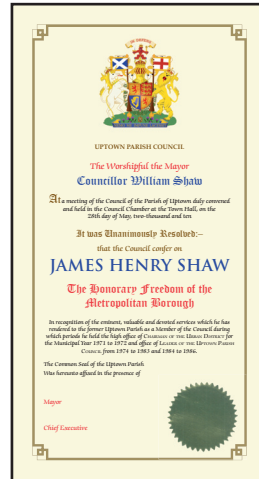 UPTOWN PARISH COUNCIL
The Worshipful the Mayor
Councillor William Shaw
At a meeting of the Council of the Parish of Uptown duly convened
and held in the Council Chamber at the Town Hall, on the
28th day of May, two-thousand and ten
It was Unanimously Resolved:–
that the Council confer on
JAMES HENRY SHAW
The Honorary Freedom of the
Metropolitan Borough
In recognition of the eminent, valuable and devoted services which he has
rendered to the former Uptown Parish as a Member of the Council during
which periods he held the high office of Chairman of the Urban District for
the Municipal Year 1971 to 1972 and office of Leader of the Uptown Parish
Council from 1974 to 1983 and 1984 to 1986.
The Common Seal of the Uptown Parish
Was hereunto affixed in the presence of
Mayor
Chief Executive